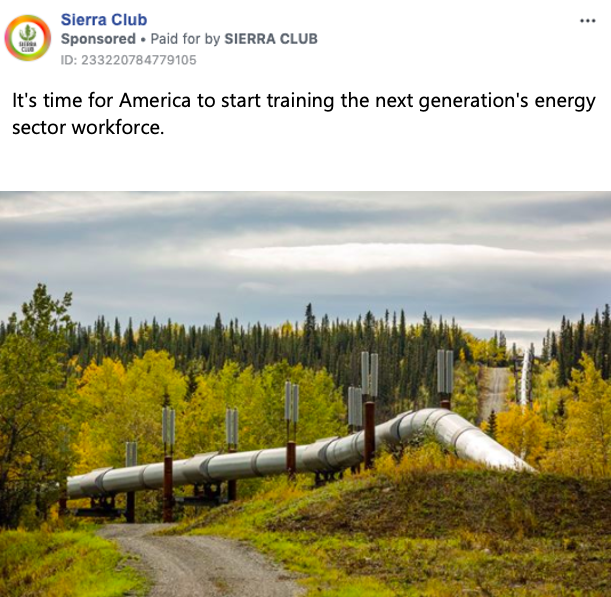 Sierra Club
Sponsored • Paid for by SIERRA CLUB
ID: 233220784779105
It's time for America to start training the next generation's energy
sector workforce.
SIERRA
CLUB